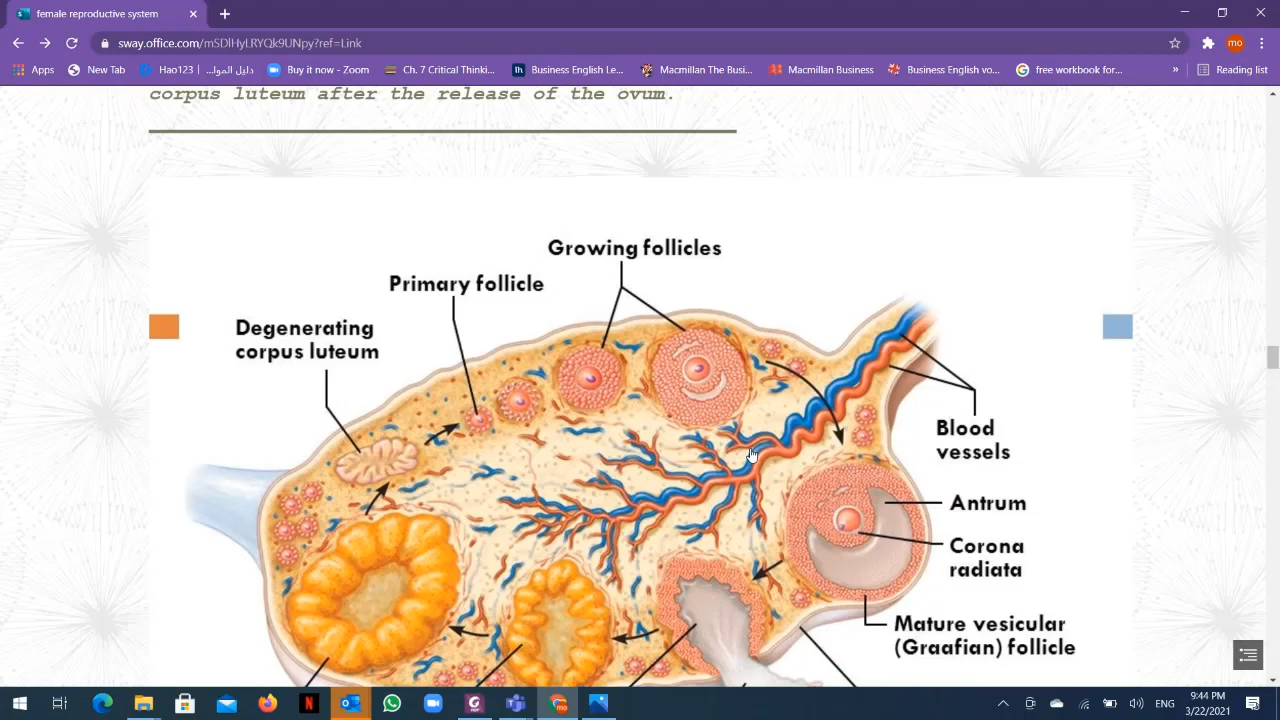 female reproductive system
sway.office.com/mSDlHyLRYQk9UNpy?ref=Link
mo
Apps
New Tab
Hao123 | دليل الموا...
Buy it now - Zoom
Ch. 7 Critical Thinki...
Business English Le...
Macmillan The Busi...
Macmillan Business
Business English vo...
free workbook for...
»
Reading list
corpus luteum after the release of the ovum.
Growing follicles
Primary follicle
Degenerating
corpus luteum
Blood
vessels
Antrum
Corona
radiata
Mature vesicular
(Graafian) follicle
ENG
9:44 PM
3/22/2021